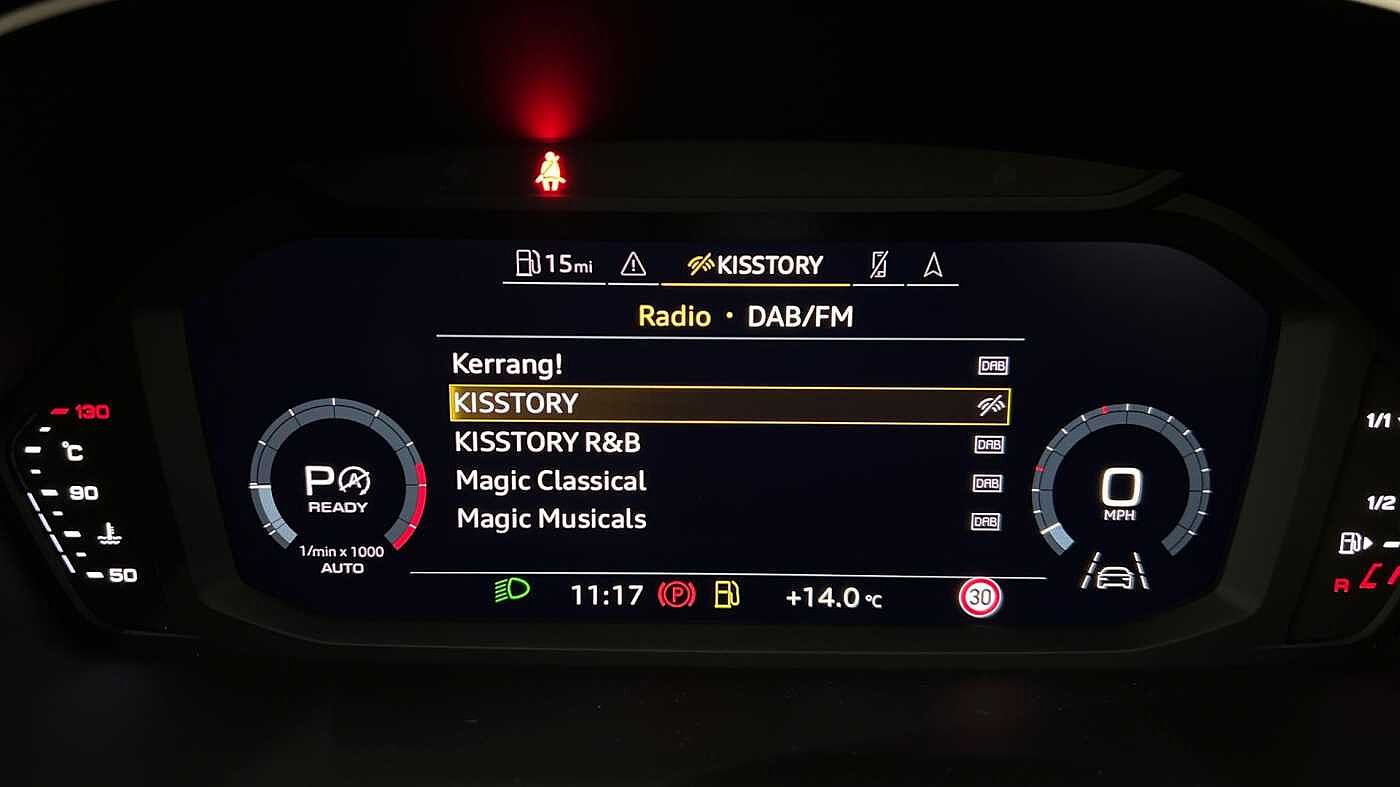 15mi
KISSTORY
Radio • DAB/FM
Kerrang! DAB
KISSTORY
KISSTORY R&B DAB
Magic Classical DAB
Magic Musicals DAB
130
°C
90
50
P A
READY
1/min x 1000
AUTO
0
MPH
1/1
1/2
R
11:17 P +14.0 °C 30